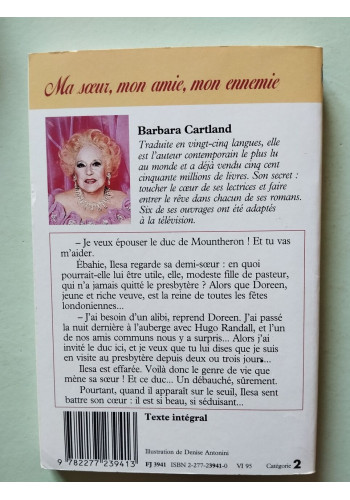 Ma sœur, mon amie, mon ennemie
Barbara Cartland
Traduite en vingt-cinq langues, elle
est l'auteur contemporain le plus lu
au monde et a déjà vendu cinq cent
cinquante millions de livres. Son secret :
toucher le cœur de ses lectrices et faire
entrer le rêve dans chacun de ses romans.
Six de ses ouvrages ont été adaptés
à la télévision.
– Je veux épouser le duc de Mountheron ! Et tu vas
m'aider.
Ébahie, Ilesa regarde sa demi-sœur : en quoi
pourrait-elle lui être utile, elle, modeste fille de pasteur,
qui n'a jamais quitté le presbytère ? Alors que Doreen,
jeune et riche veuve, est la reine de toutes les fêtes
londoniennes...
– J'ai besoin d'un alibi, reprend Doreen. J'ai passé
la nuit dernière à l'auberge avec Hugo Randall, et l'un
de nos amis communs nous y a surpris... Alors j'ai
invité le duc ici, et je veux que tu lui dises que je suis
en visite au presbytère depuis deux ou trois jours...
Ilesa est effarée. Voilà donc le genre de vie que
mène sa sœur ! Et ce duc... Un débauché, sûrement.
Pourtant, quand il apparaît sur le seuil, Ilesa sent
battre son cœur : il est si beau, si séduisant...
Texte intégral
Illustration de Denise Antonini
9 782277 239413
FJ 3941 ISBN 2-277-23941-0 VI 95 Catégorie 2